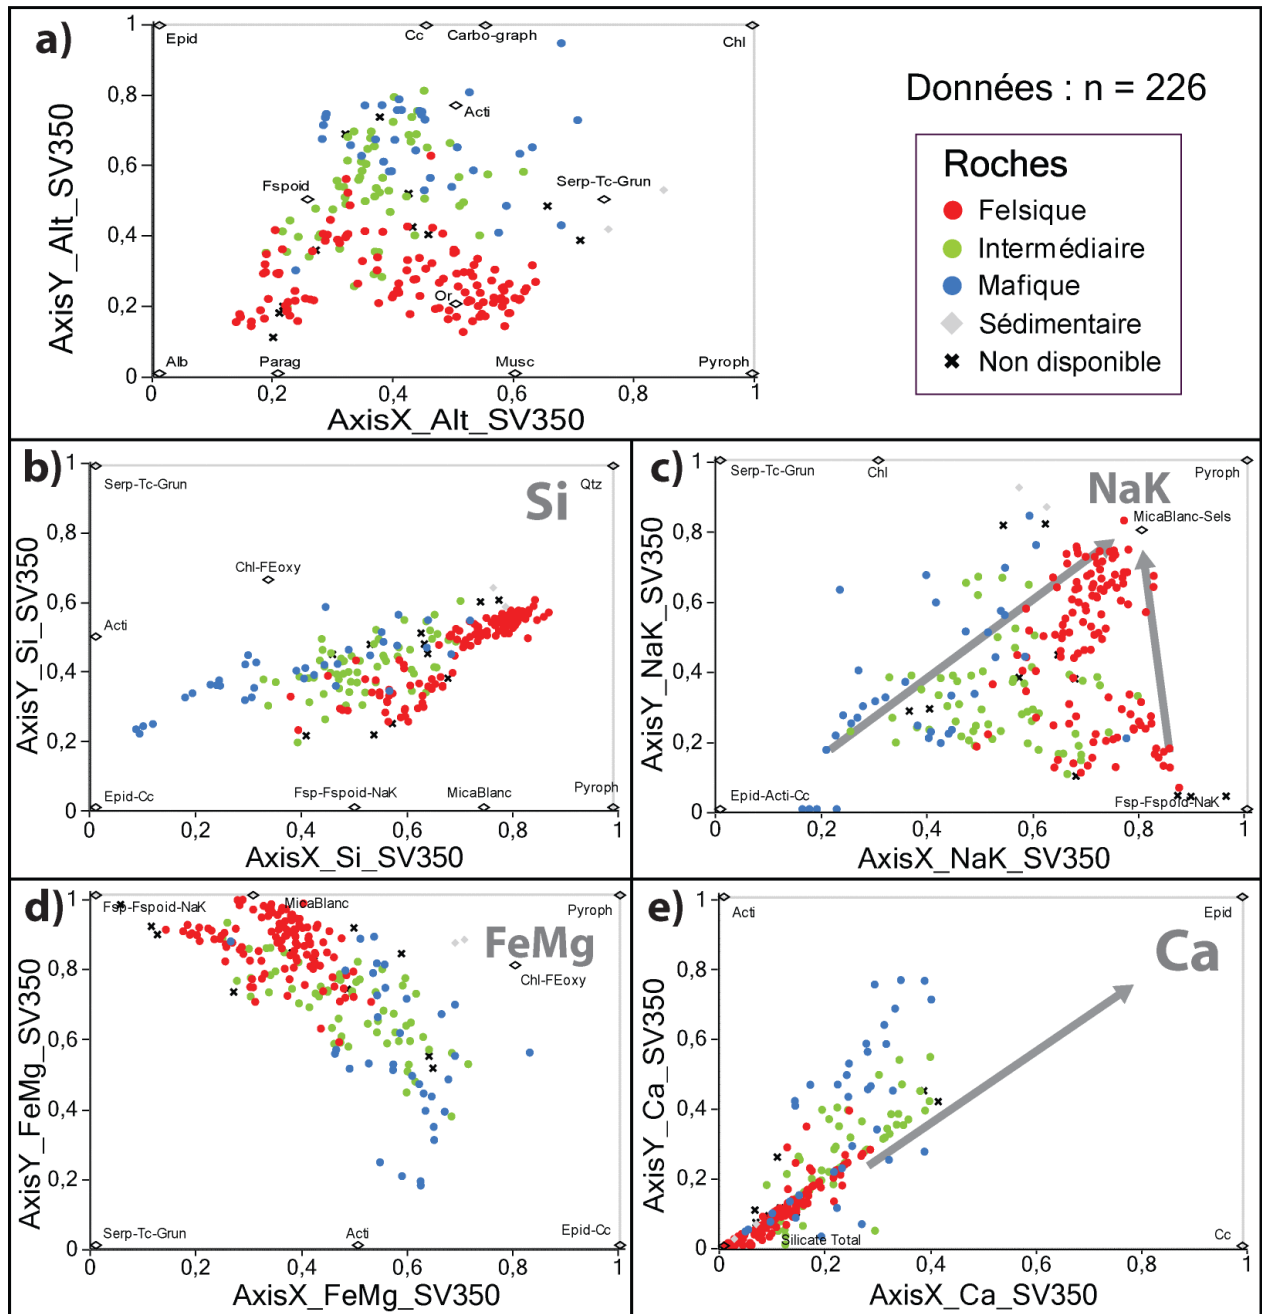 a)
AxisY_Alt_SV350
1
0,8
0,6
0,4
0,2
0
Epid
Cc
Carbo-graph
Chl
Acti
Fspoid
Serp-Tc-Grun
Or
Alb
Parag
Musc
Pyroph
0
0,2
0,4
0,6
0,8
1
AxisX_Alt_SV350
Données : n = 226
Roches
Felsique
Intermédiaire
Mafique
Sédimentaire
Non disponible
b)
Si
AxisY_Si_SV350
1
0,8
0,6
0,4
0,2
0
Serp-Tc-Grun
Qtz
Chl-FEoxy
Acti
Epid-Cc
Fsp-Fspoid-NaK
MicaBlanc
Pyroph
0
0,2
0,4
0,6
0,8
1
AxisX_Si_SV350
c)
NaK
AxisY_NaK_SV350
1
0,8
0,6
0,4
0,2
0
Serp-Tc-Grun
Chl
Pyroph
MicaBlanc-Sels
Epid-Acti-Cc
Fsp-Fspoid-NaK
0
0,2
0,4
0,6
0,8
1
AxisX_NaK_SV350
d)
FeMg
AxisY_FeMg_SV350
1
0,8
0,6
0,4
0,2
0
Fsp-Fspoid-NaK
MicaBlanc
Pyroph
Chl-FEoxy
Serp-Tc-Grun
Acti
Epid-Cc
0
0,2
0,4
0,6
0,8
1
AxisX_FeMg_SV350
e)
Ca
AxisY_Ca_SV350
1
0,8
0,6
0,4
0,2
0
Acti
Epid
Silicate Total
Cc
0
0,2
0,4
0,6
0,8
1
AxisX_Ca_SV350